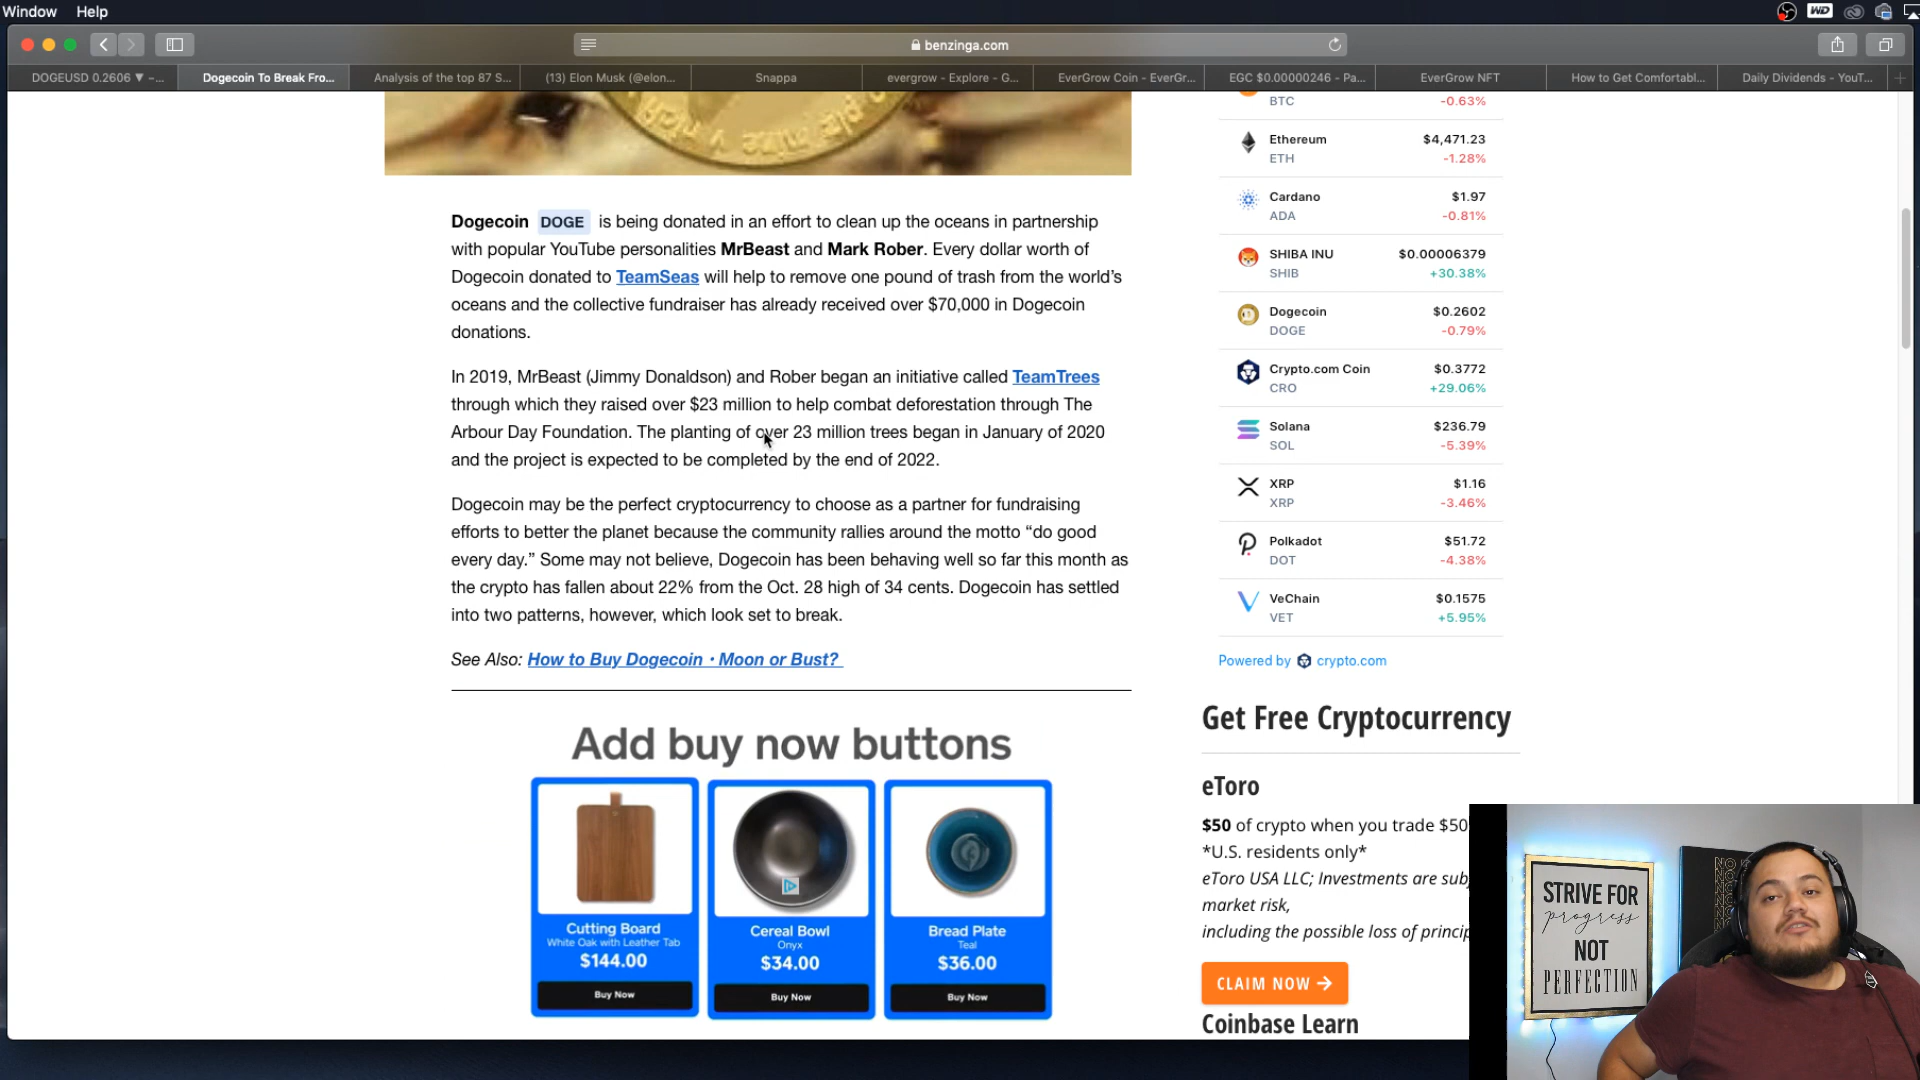 Window Help
WD
benzinga.com
DOGEUSD 0.2606 ▼ –...
Dogecoin To Break Fro...
Analysis of the top 87 S...
(13) Elon Musk (@elon...
Snappa
evergrow - Explore - G...
EverGrow Coin - EverGr...
EGC $0.00000246 - Pa...
EverGrow NFT
How to Get Comfortabl...
Daily Dividends - YouT...
Dogecoin DOGE is being donated in an effort to clean up the oceans in partnership
with popular YouTube personalities MrBeast and Mark Rober. Every dollar worth of
Dogecoin donated to TeamSeas will help to remove one pound of trash from the world’s
oceans and the collective fundraiser has already received over $70,000 in Dogecoin
donations.
In 2019, MrBeast (Jimmy Donaldson) and Rober began an initiative called TeamTrees
through which they raised over $23 million to help combat deforestation through The
Arbour Day Foundation. The planting of over 23 million trees began in January of 2020
and the project is expected to be completed by the end of 2022.
Dogecoin may be the perfect cryptocurrency to choose as a partner for fundraising
efforts to better the planet because the community rallies around the motto “do good
every day.” Some may not believe, Dogecoin has been behaving well so far this month as
the crypto has fallen about 22% from the Oct. 28 high of 34 cents. Dogecoin has settled
into two patterns, however, which look set to break.
See Also: How to Buy Dogecoin • Moon or Bust?
Add buy now buttons
Cutting Board
White Oak with Leather Tab
$144.00
Buy Now
Cereal Bowl
Onyx
$34.00
Buy Now
Bread Plate
Teal
$36.00
Buy Now
BTC -0.63%
Ethereum $4,471.23
ETH -1.28%
Cardano $1.97
ADA -0.81%
SHIBA INU $0.00006379
SHIB +30.38%
Dogecoin $0.2602
DOGE -0.79%
Crypto.com Coin $0.3772
CRO +29.06%
Solana $236.79
SOL -5.39%
XRP $1.16
XRP -3.46%
Polkadot $51.72
DOT -4.38%
VeChain $0.1575
VET +5.95%
Powered by crypto.com
Get Free Cryptocurrency
eToro
$50 of crypto when you trade $50
*U.S. residents only*
eToro USA LLC; Investments are subj
market risk,
including the possible loss of princip
CLAIM NOW →
Coinbase Learn
STRIVE FOR
progress
NOT
PERFECTION